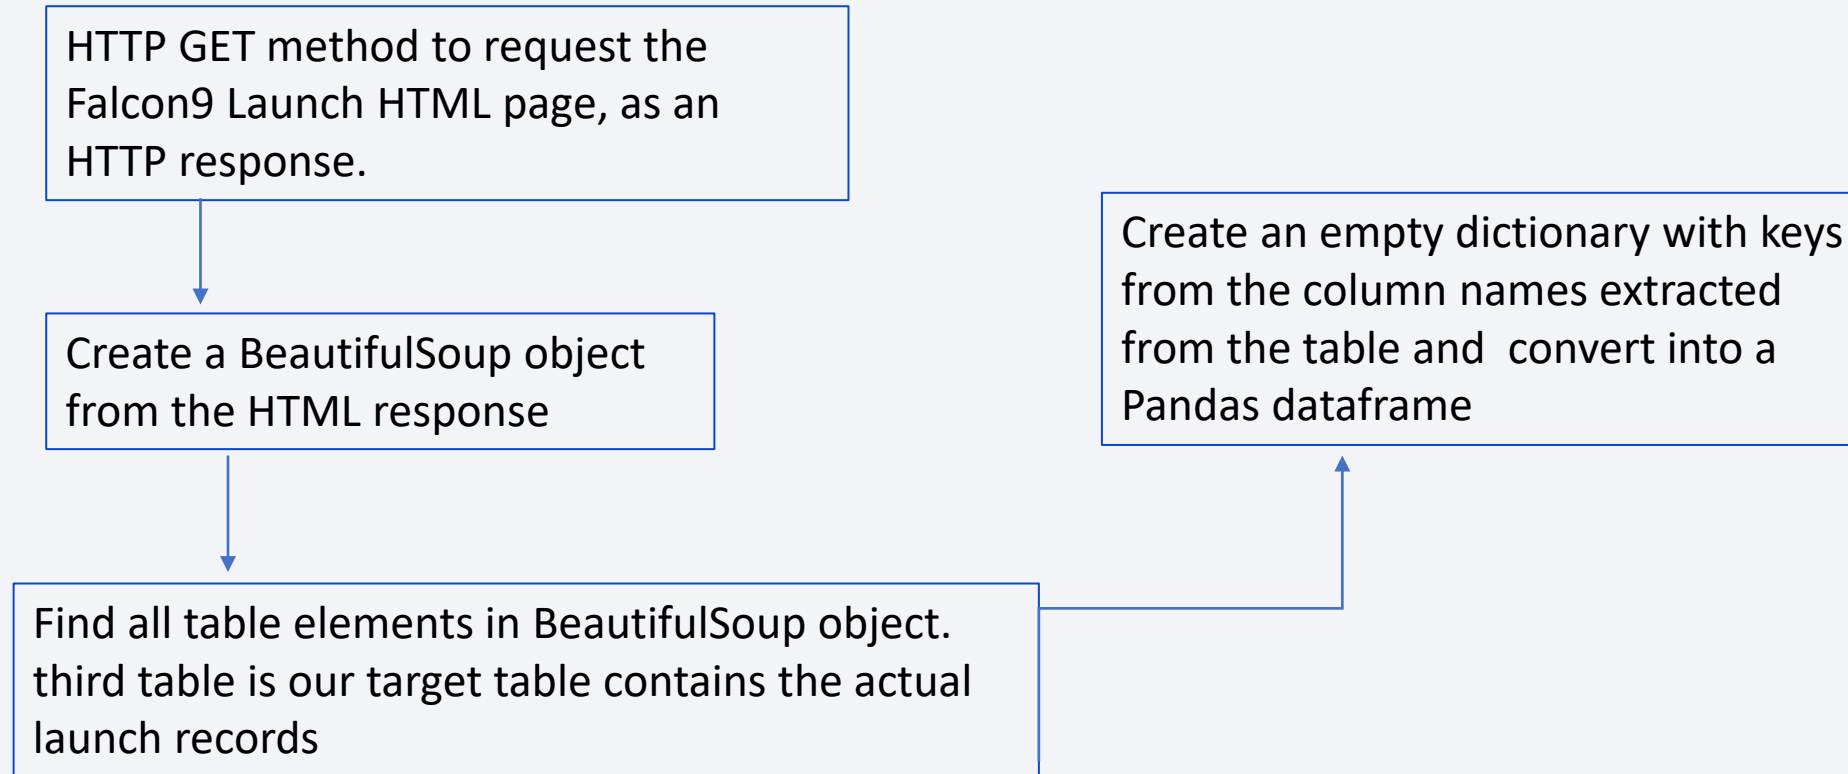 HTTP GET method to request the
Falcon9 Launch HTML page, as an
HTTP response.
Create a BeautifulSoup object
from the HTML response
Find all table elements in BeautifulSoup object.
third table is our target table contains the actual
launch records
Create an empty dictionary with keys
from the column names extracted
from the table and  convert into a
Pandas dataframe